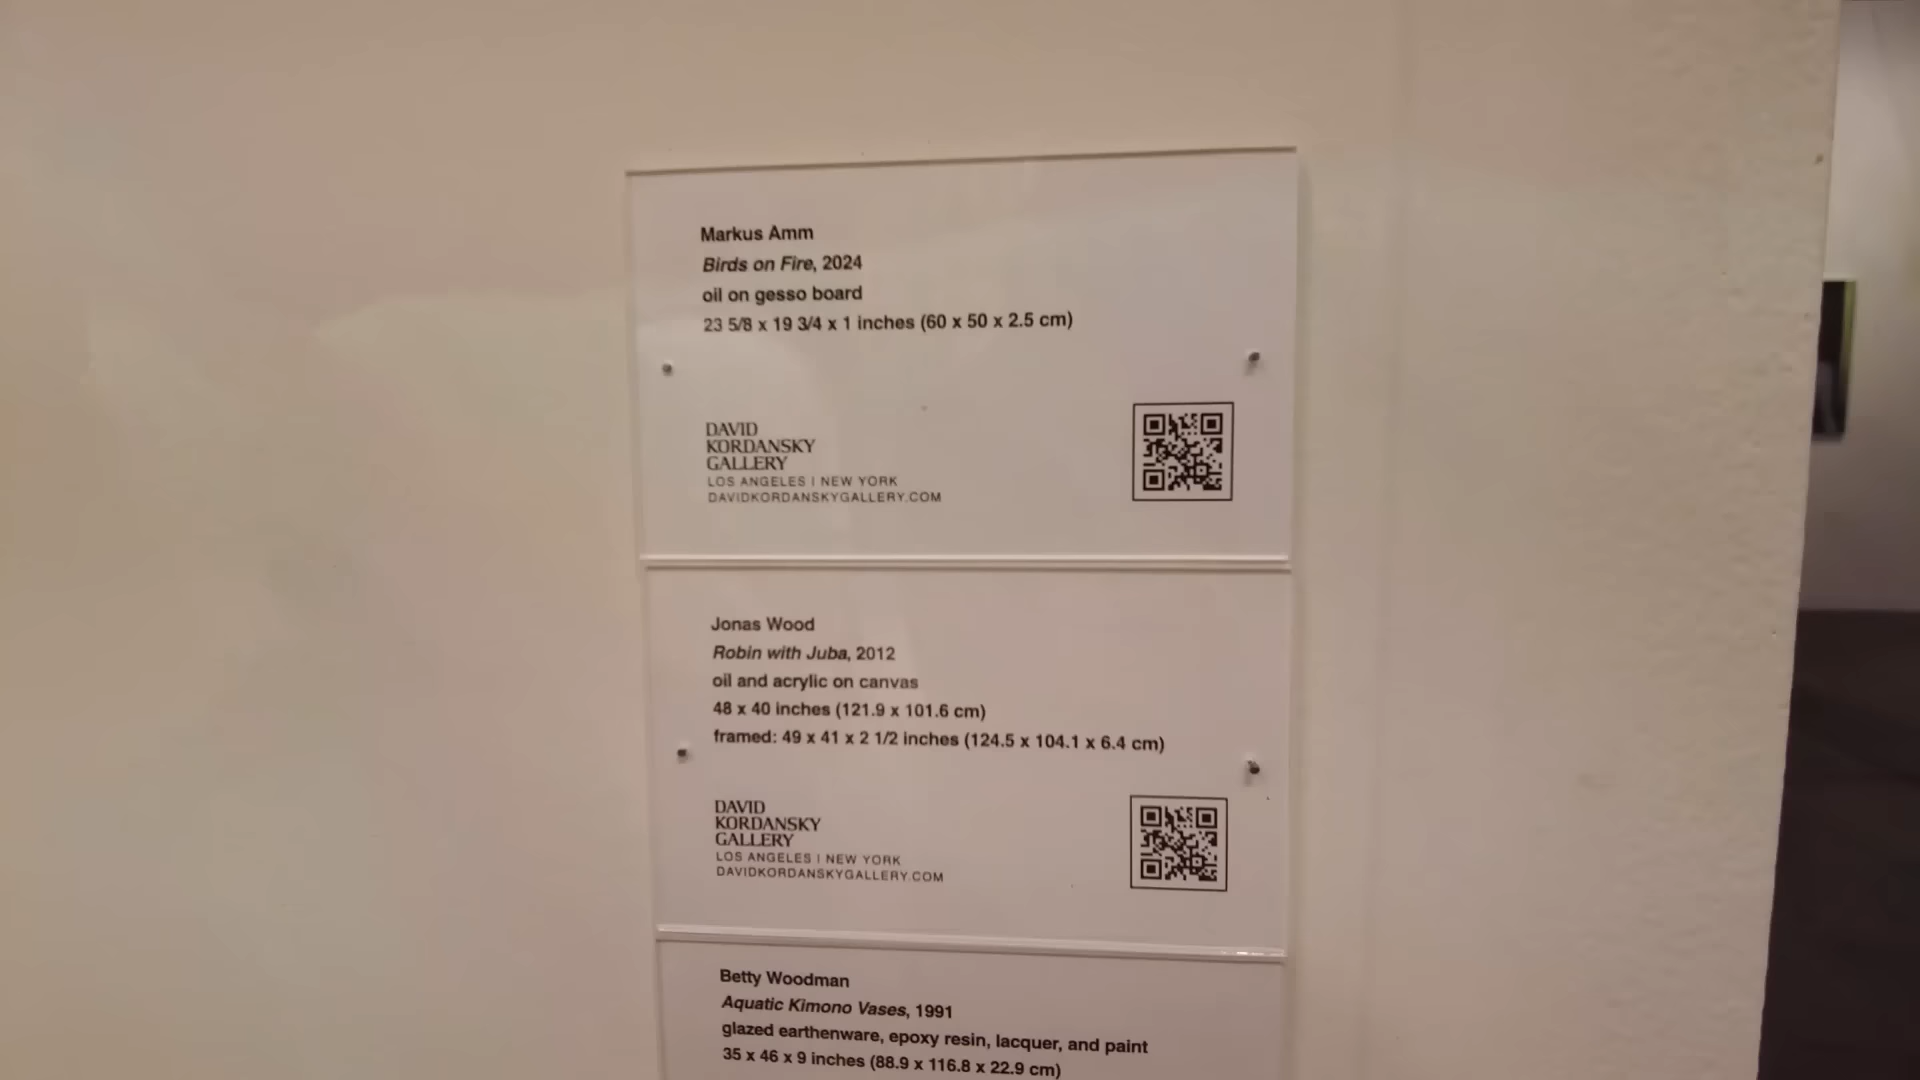 Markus Amm
Birds on Fire, 2024
oil on gesso board
23 5/8 x 19 3/4 x 1 inches (60 x 50 x 2.5 cm)
DAVID
KORDANSKY
GALLERY
LOS ANGELES | NEW YORK
DAVIDKORDANSKYGALLERY.COM
Jonas Wood
Robin with Juba, 2012
oil and acrylic on canvas
48 x 40 inches (121.9 x 101.6 cm)
framed: 49 x 41 x 2 1/2 inches (124.5 x 104.1 x 6.4 cm)
DAVID
KORDANSKY
GALLERY
LOS ANGELES | NEW YORK
DAVIDKORDANSKYGALLERY.COM
Betty Woodman
Aquatic Kimono Vases, 1991
glazed earthenware, epoxy resin, lacquer, and paint
35 x 46 x 9 inches (88.9 x 116.8 x 22.9 cm)